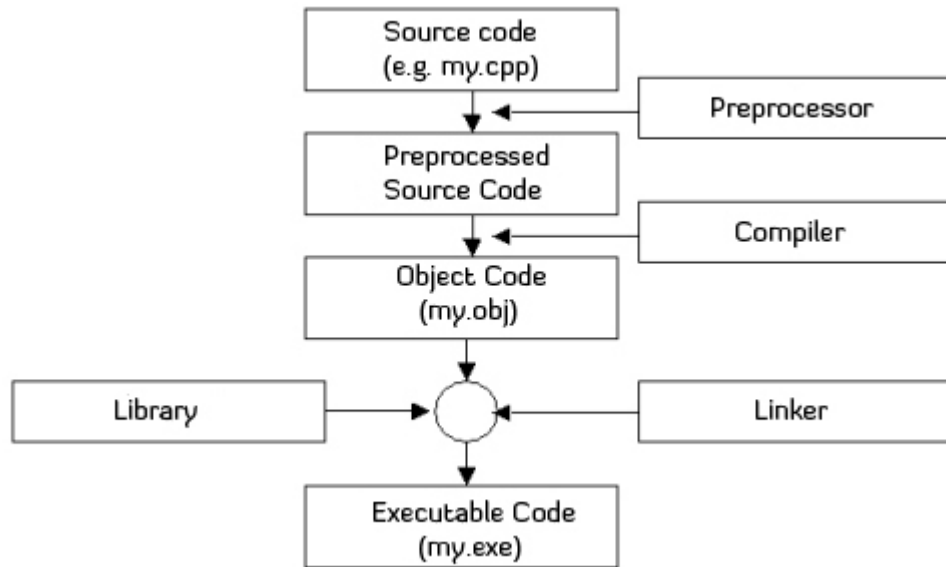 Source code
(e.g. my.cpp)
Preprocessor
Preprocessed
Source Code
Compiler
Object Code
(my.obj)
Library
Linker
Executable Code
(my.exe)